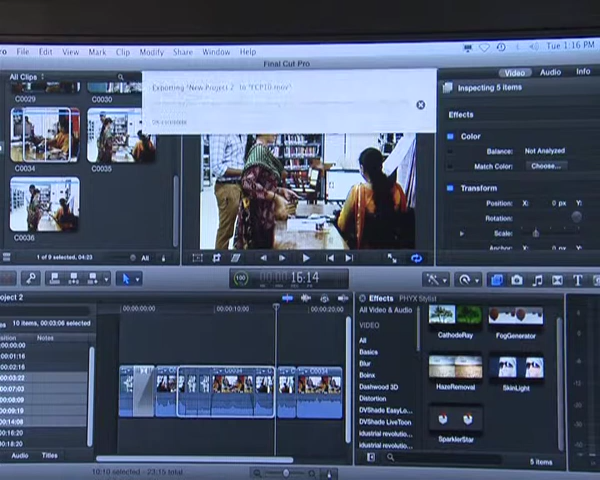 File Edit View Mark Clip Modify Share Window Help
Tue 1:16 PM
Final Cut Pro
All Clips
Video Audio Info
C0029 C0030
Exporting "New Project 2" to "FCP10.mov"
Inspecting 5 items
Effects
Color
Balance: Not Analyzed
C0034 C0035
Match Color: Choose...
Transform
Position: X: 0 px Y:
Rotation:
Scale:
C0036
1 of 9 selected, 04:23
All
100
16:14
10 items, 00:03:06 selected
Notes
00:00:00:00
00:00:10:00
00:00:20:00
Effects PHYX Stylist
All Video & Audio
VIDEO
All
Basics
Blur
Boinx
Dashwood 3D
Distortion
DVShade EasyLo...
DVShade LiveToon
CathodeRay FogGenerator
HazeRemoval SkinLight
SparklerStar
C0034
C0034
Audio Titles
5 items
10:10 selected - 23:15 total